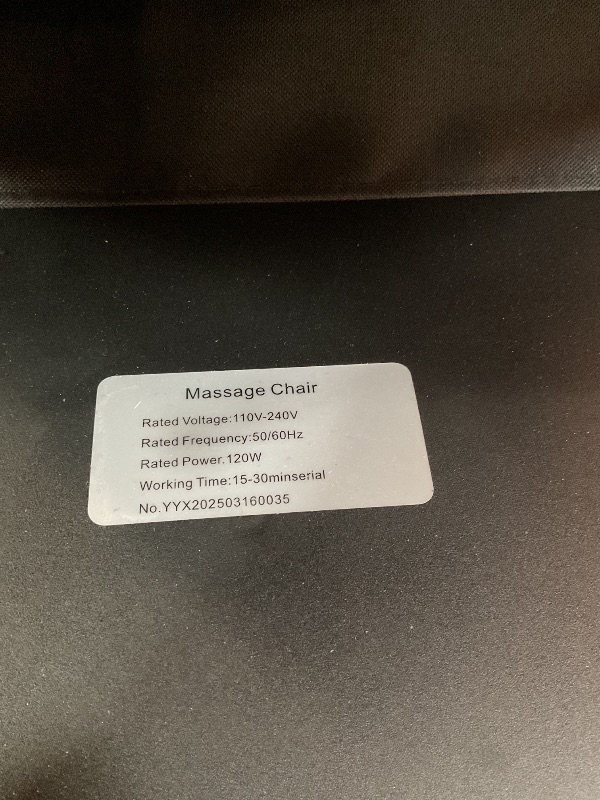 Massage Chair
Rated Voltage:110V-240V
Rated Frequency:50/60Hz
Rated Power.120W
Working Time:15-30minserial
No.YYX202503160035